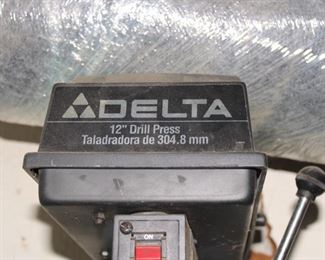 DELTA
12" Drill Press
Taladradora de 304.8 mm
ON